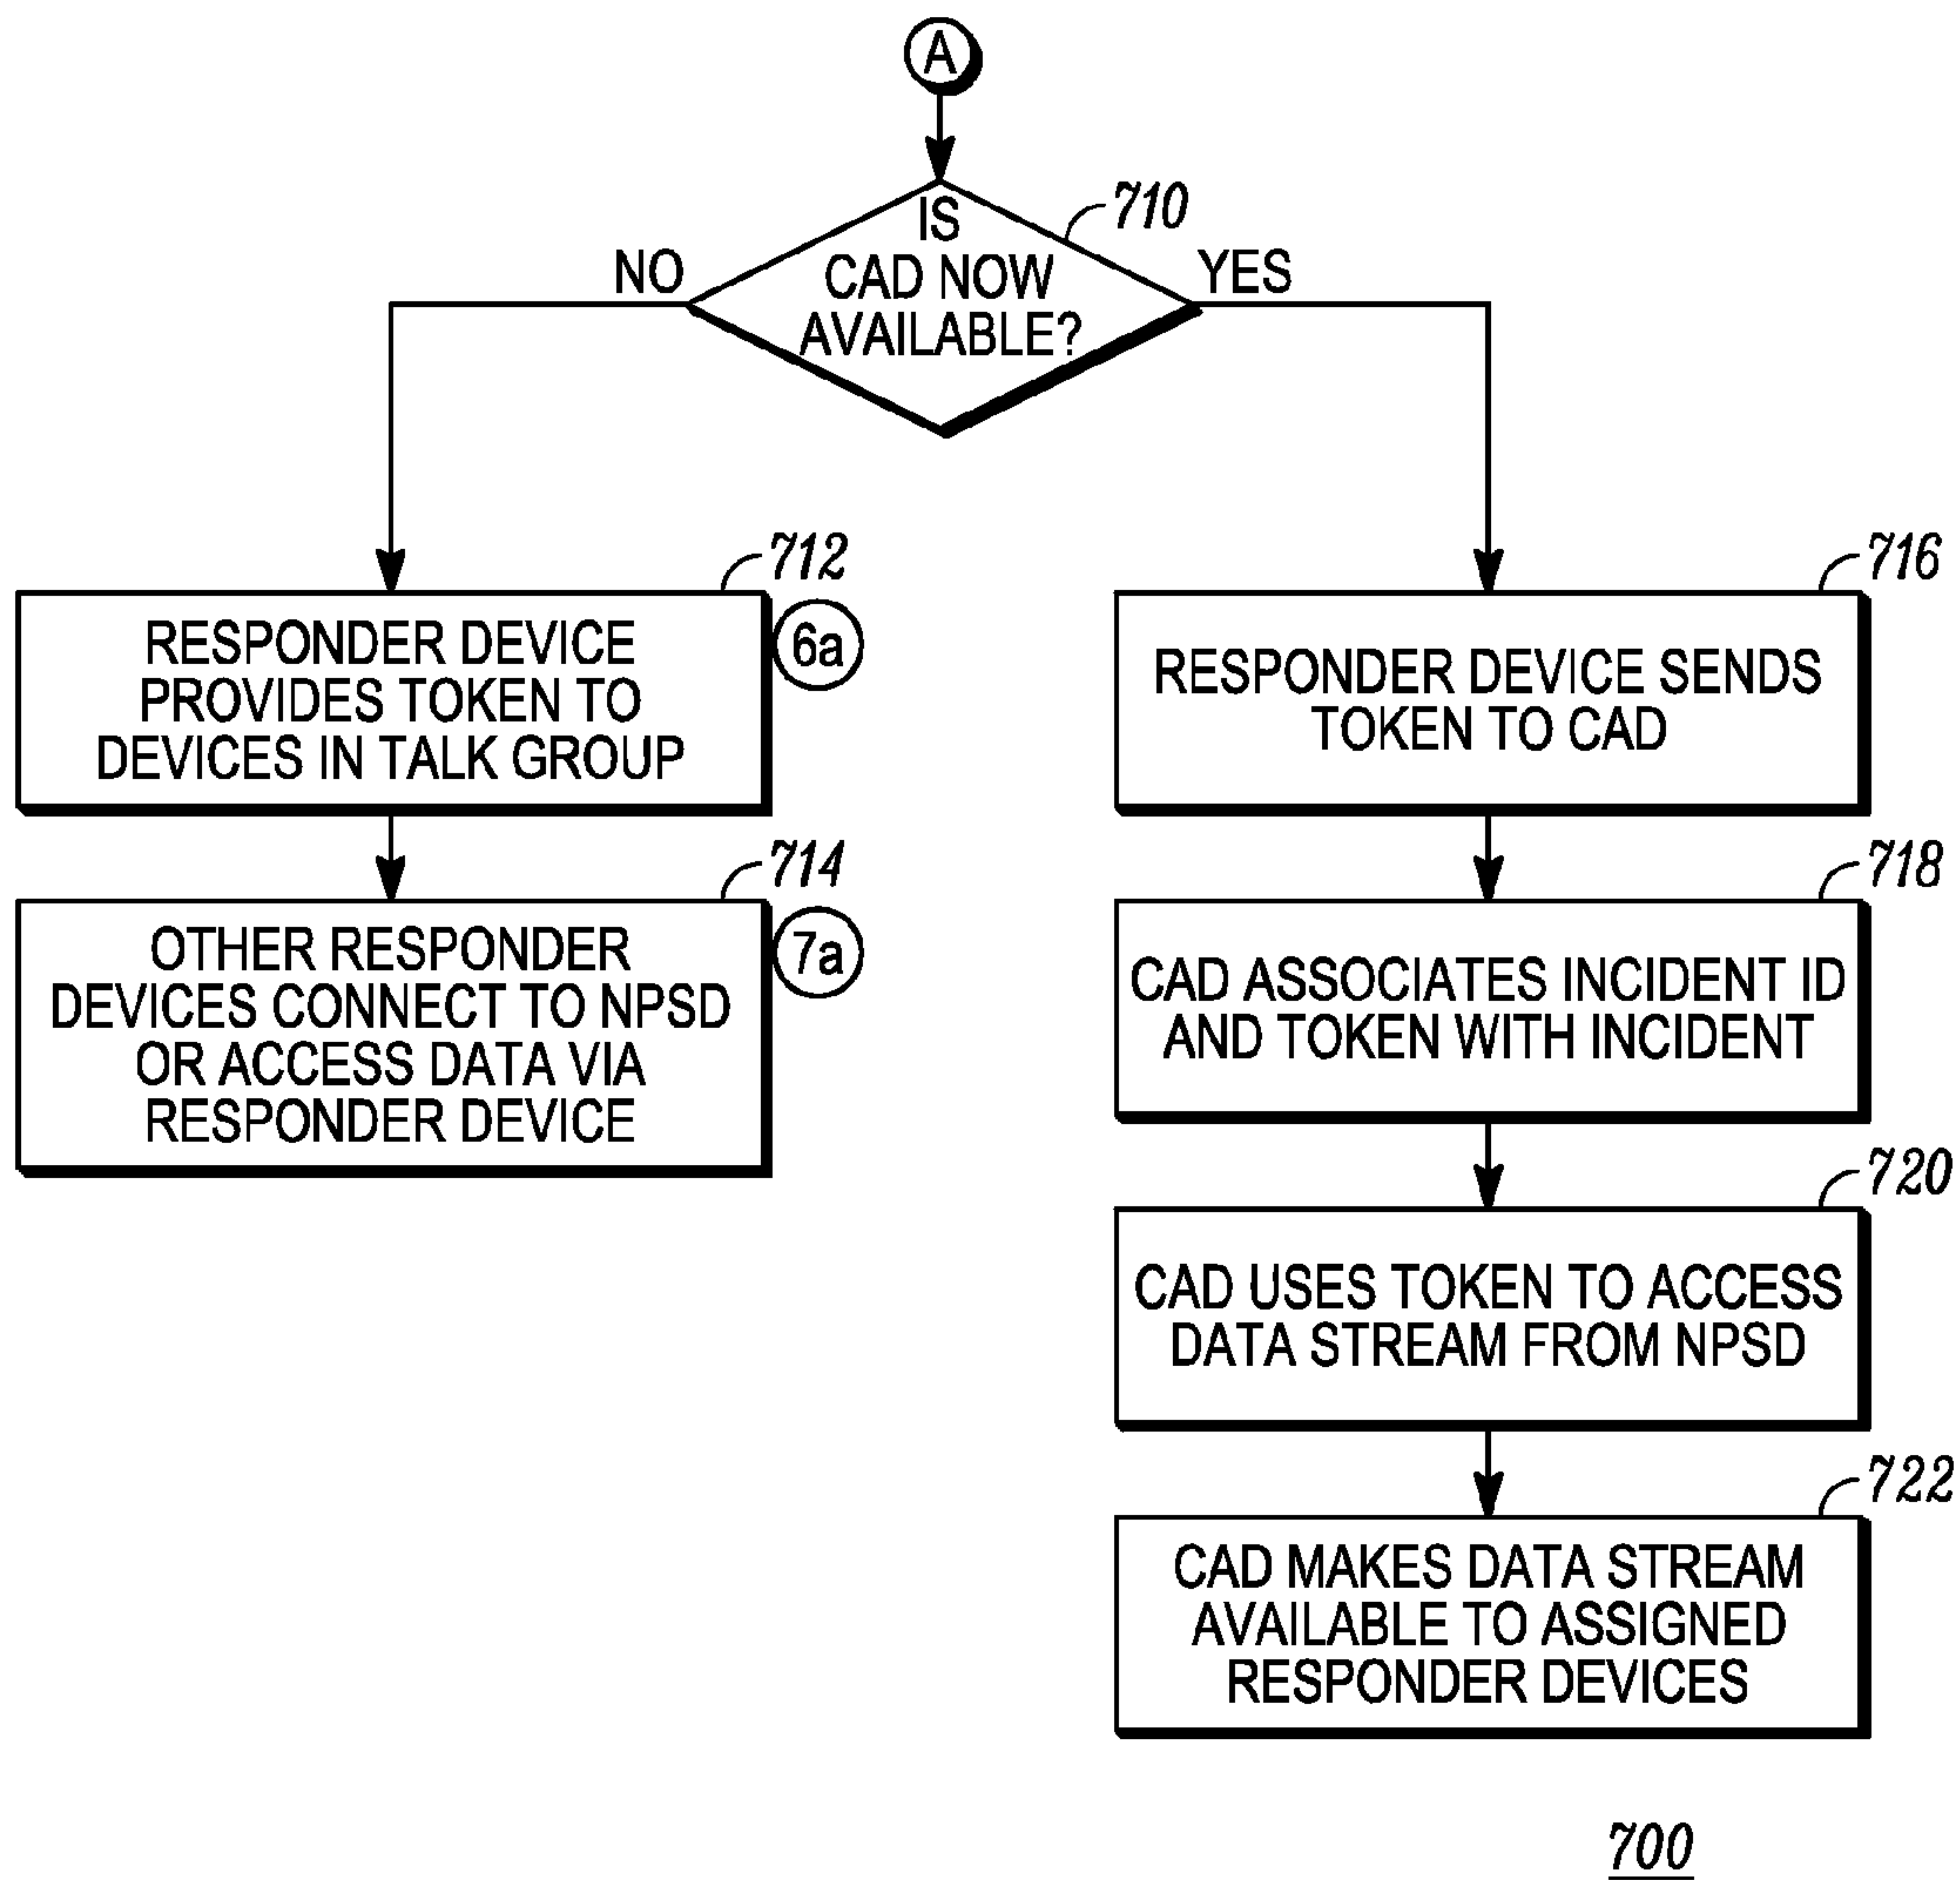 A
710
IS
CAD NOW
AVAILABLE?
NO
YES
712
RESPONDER DEVICE
PROVIDES TOKEN TO
DEVICES IN TALK GROUP
6a
714
OTHER RESPONDER
DEVICES CONNECT TO NPSD
OR ACCESS DATA VIA
RESPONDER DEVICE
7a
716
RESPONDER DEVICE SENDS
TOKEN TO CAD
718
CAD ASSOCIATES INCIDENT ID
AND TOKEN WITH INCIDENT
720
CAD USES TOKEN TO ACCESS
DATA STREAM FROM NPSD
722
CAD MAKES DATA STREAM
AVAILABLE TO ASSIGNED
RESPONDER DEVICES
700